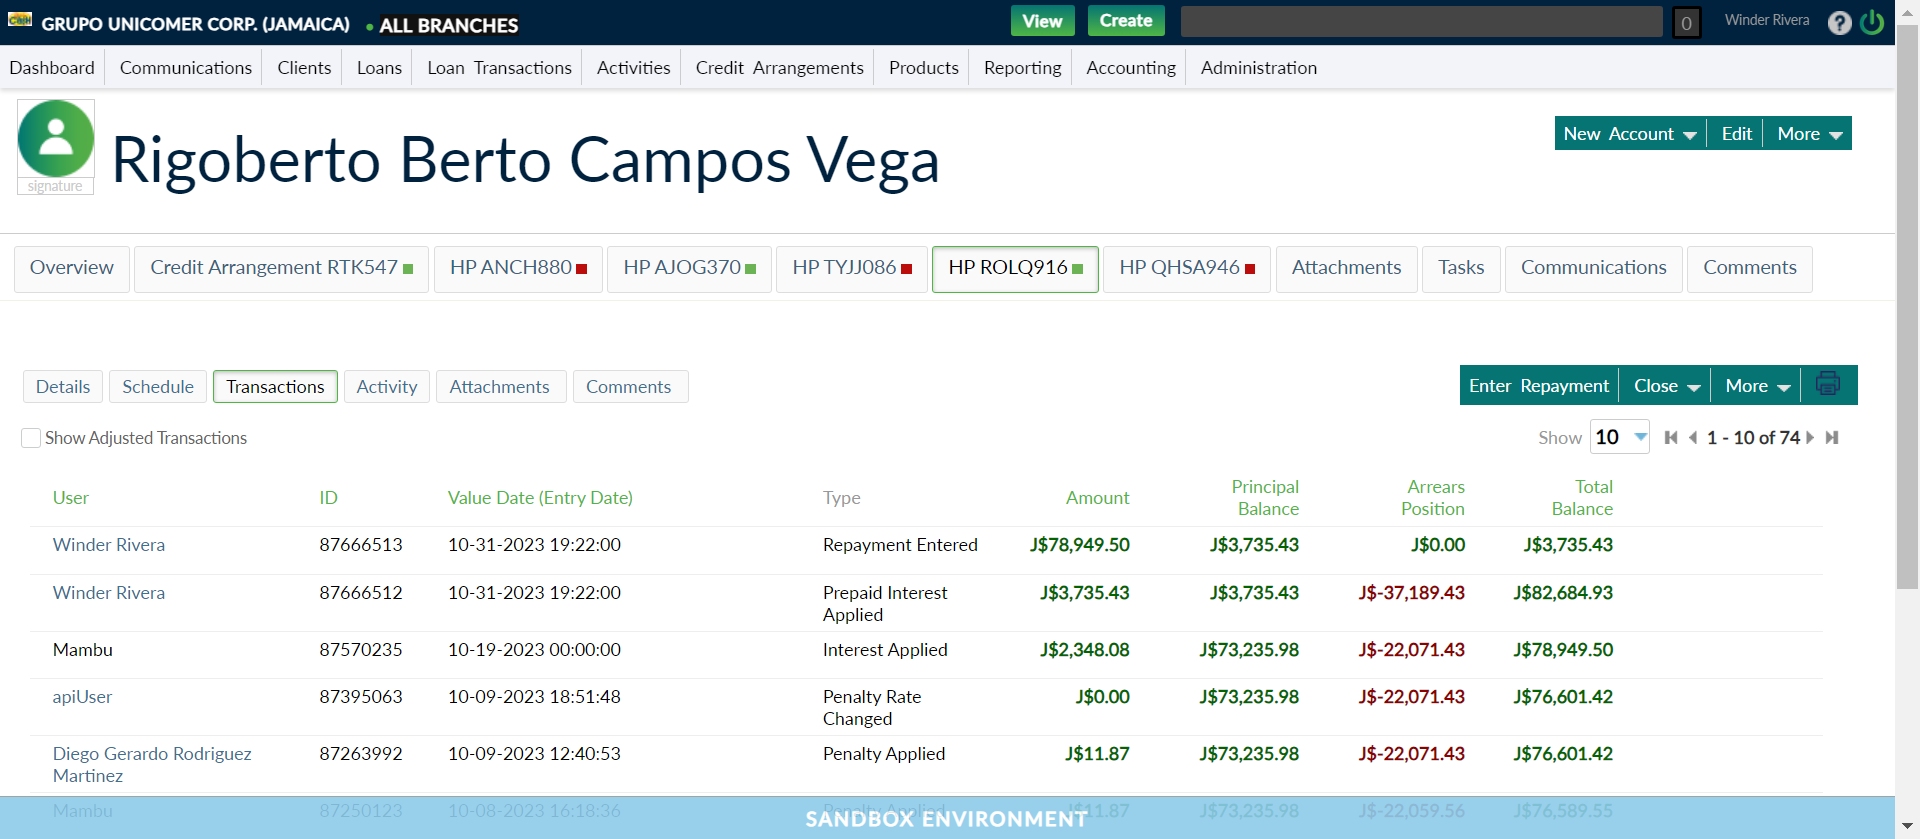 GRUPO UNICOMER CORP. (JAMAICA) ALL BRANCHES View Create 0 Winder Rivera ?
Dashboard Communications Clients Loans Loan Transactions Activities Credit Arrangements Products Reporting Accounting Administration
signature
Rigoberto Berto Campos Vega
New Account Edit More
Overview Credit Arrangement RTK547 HP ANCH880 HP AJOG370 HP TYJJ086 HP ROLQ916 HP QHSA946 Attachments Tasks Communications Comments
Details Schedule Transactions Activity Attachments Comments Enter Repayment Close More
Show Adjusted Transactions Show 10 1 - 10 of 74
User ID Value Date (Entry Date) Type Amount Principal Balance Arrears Position Total Balance
Winder Rivera 87666513 10-31-2023 19:22:00 Repayment Entered J$78,949.50 J$3,735.43 J$0.00 J$3,735.43
Winder Rivera 87666512 10-31-2023 19:22:00 Prepaid Interest Applied J$3,735.43 J$3,735.43 J$-37,189.43 J$82,684.93
Mambu 87570235 10-19-2023 00:00:00 Interest Applied J$2,348.08 J$73,235.98 J$-22,071.43 J$78,949.50
apiUser 87395063 10-09-2023 18:51:48 Penalty Rate Changed J$0.00 J$73,235.98 J$-22,071.43 J$76,601.42
Diego Gerardo Rodriguez Martinez 87263992 10-09-2023 12:40:53 Penalty Applied J$11.87 J$73,235.98 J$-22,071.43 J$76,601.42
Mambu 87250123 10-08-2023 16:18:36 Penalty Applied J$11.87 J$73,235.98 J$-22,059.56 J$76,589.55
SANDBOX ENVIRONMENT